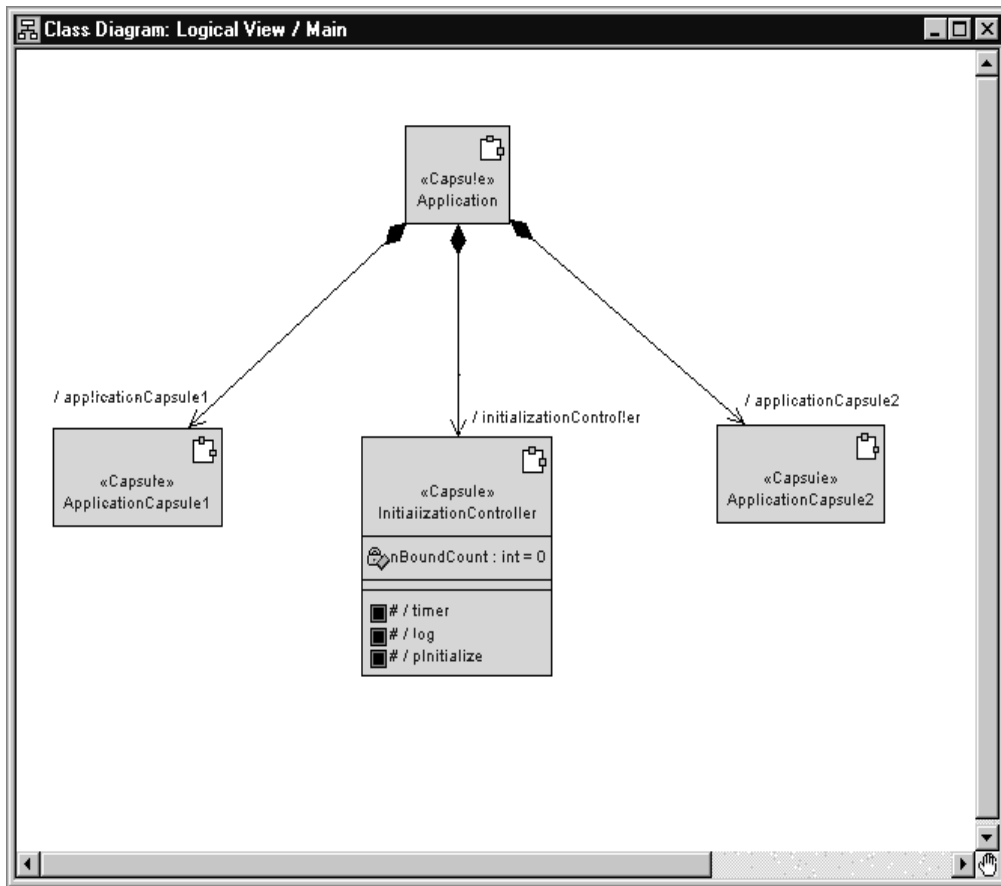 Class Diagram: Logical View / Main
«Capsule»
Application
/ applicationCapsule1
/ initializationController
/ applicationCapsule2
«Capsule»
ApplicationCapsule1
«Capsule»
InitializationController
nBoundCount : int = 0
# / timer
# / log
# / pInitialize
«Capsule»
ApplicationCapsule2